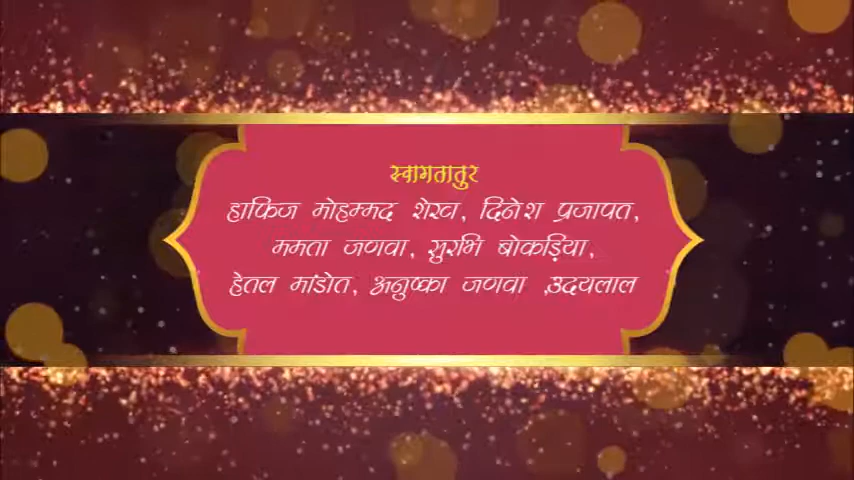 स्वागतातुर
हाफिज मोहम्मद शेख, दिनेश प्रजापत,
ममता जणवा, सुरभि बोकड़िया,
हेतल मांडोत, अनुष्का जणवा ,उदयलाल